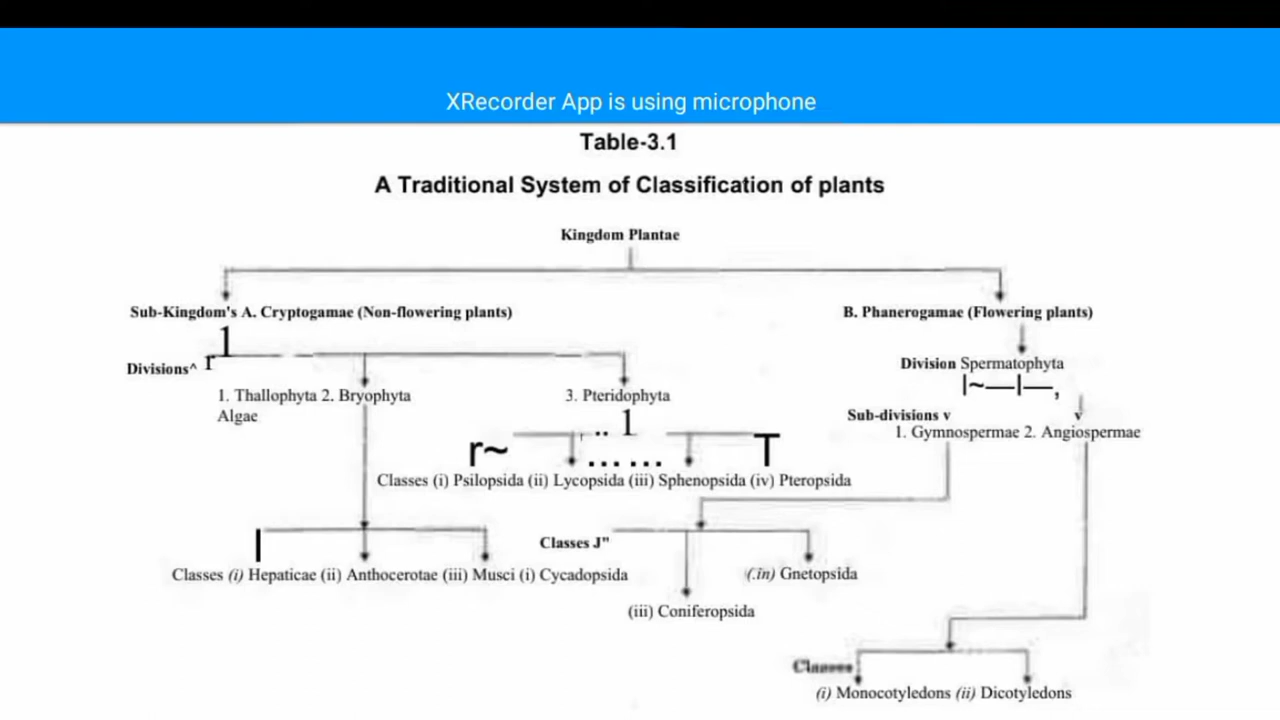 XRecorder App is using microphone
Table-3.1
A Traditional System of Classification of plants
Kingdom Plantae
Sub-Kingdom's A. Cryptogamae (Non-flowering plants)
B. Phanerogamae (Flowering plants)
Divisions^
Division Spermatophyta
1. Thallophyta 2. Bryophyta
3. Pteridophyta
Algae
Sub-divisions v
1. Gymnospermae 2. Angiospermae
Classes (i) Psilopsida (ii) Lycopsida (iii) Sphenopsida (iv) Pteropsida
Classes J"
Classes (i) Hepaticae (ii) Anthocerotae (iii) Musci (i) Cycadopsida
(.in) Gnetopsida
(iii) Coniferopsida
Classes
(i) Monocotyledons (ii) Dicotyledons